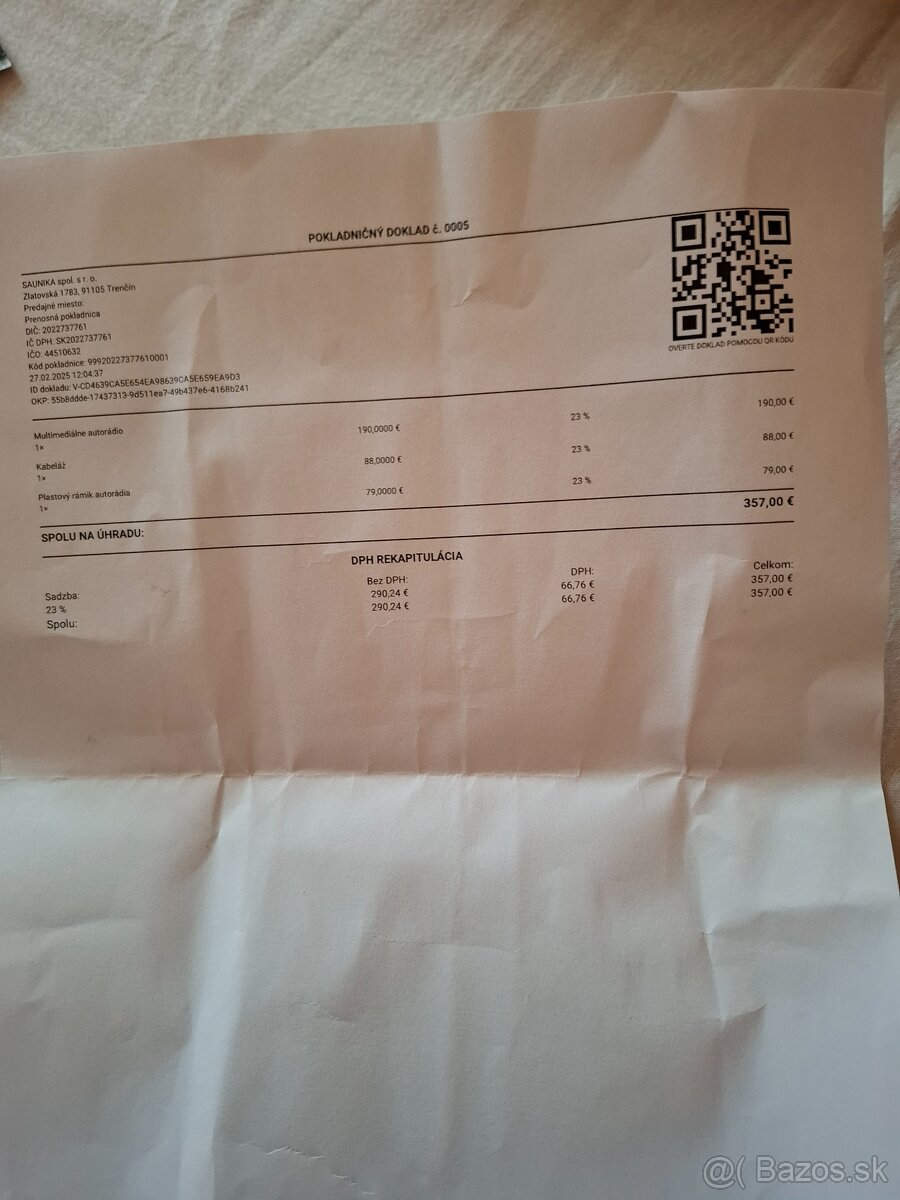 POKLADNIČNÝ DOKLAD č. 0005
SAUNIKA spol. s r. o.
Zlatovská 1783, 91105 Trenčín
Predajné miesto:
Prenosná pokladnica
DIČ: 2022737761
IČ DPH: SK2022737761
IČO: 44510632
Kód pokladnice: 99920227377610001
27.02.2025 12:04:37
ID dokladu: V-CD4639CA5E654EA98639CA5E659EA9D3
OKP: 55b8ddde-17437313-9d511ea7-49b437e6-4168b241
OVERTE DOKLAD POMOCOU QR KÓDU
Multimediálne autorádio
1× 190,0000 € 23 % 190,00 €
Kabeláž
1× 88,0000 € 23 % 88,00 €
Plastový rámik autorádia
1× 79,0000 € 23 % 79,00 €
SPOLU NA ÚHRADU: 357,00 €
DPH REKAPITULÁCIA
Sadzba: Bez DPH: DPH: Celkom:
23 % 290,24 € 66,76 € 357,00 €
Spolu: 290,24 € 66,76 € 357,00 €
@( Bazos.sk